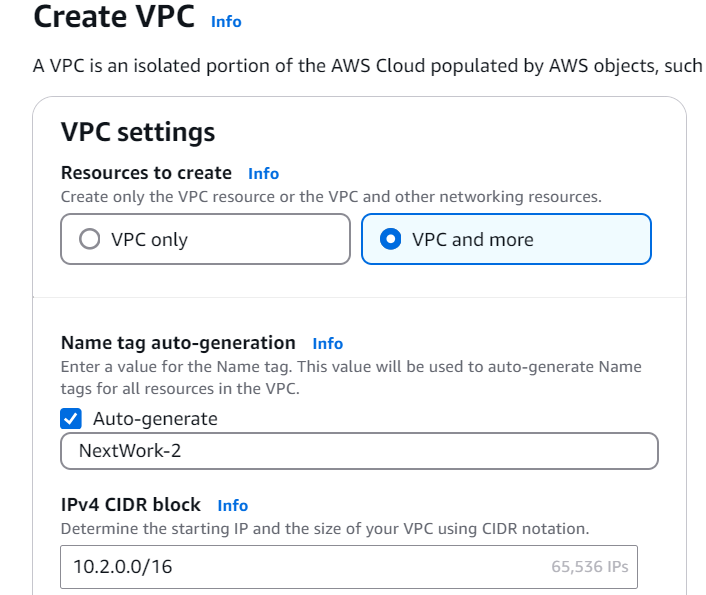 Create VPC Info
A VPC is an isolated portion of the AWS Cloud populated by AWS objects, such
VPC settings
Resources to create Info
Create only the VPC resource or the VPC and other networking resources.
VPC only
VPC and more
Name tag auto-generation Info
Enter a value for the Name tag. This value will be used to auto-generate Name
tags for all resources in the VPC.
Auto-generate
NextWork-2
IPv4 CIDR block Info
Determine the starting IP and the size of your VPC using CIDR notation.
10.2.0.0/16 65,536 IPs